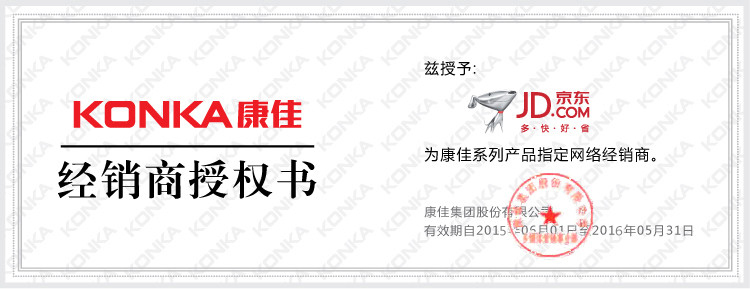 KONKA康佳
经销商授权书
兹授予:
JD.京东
.COM
多·快·好·省
为康佳系列产品指定网络经销商。
康佳集团股份有限公司
有效期自2015年05月01日至2016年05月31日